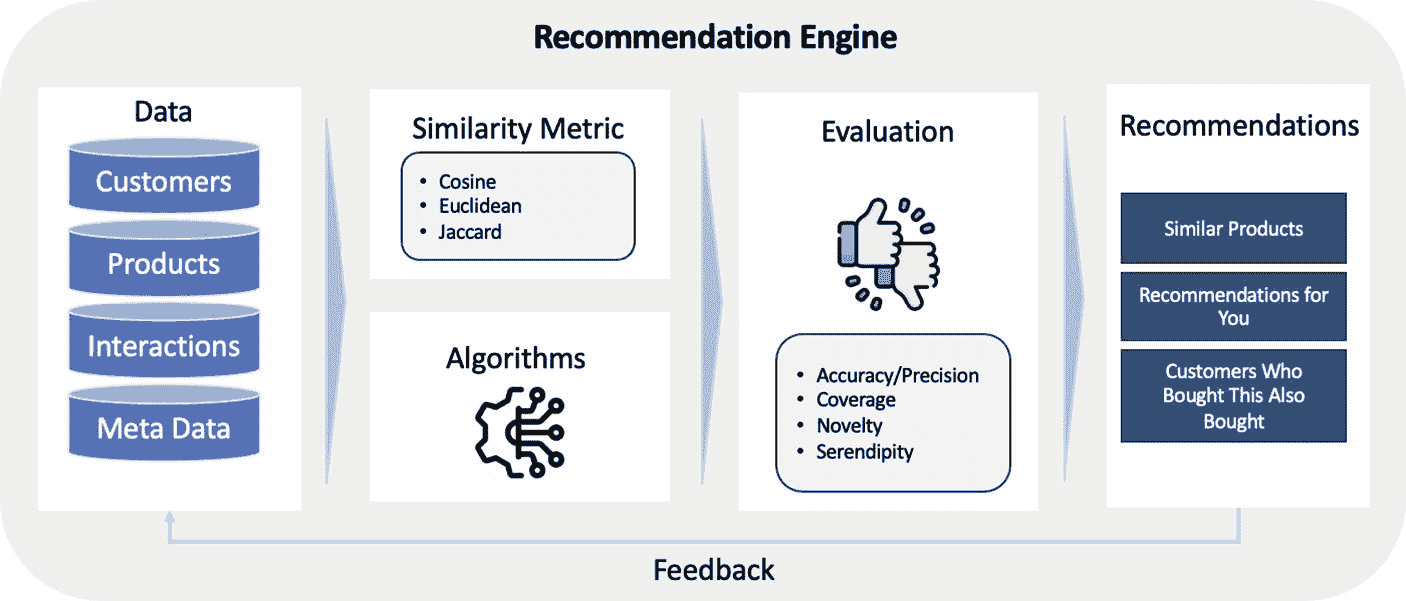 Recommendation Engine
Data
Customers
Products
Interactions
Meta Data
Similarity Metric
• Cosine
• Euclidean
• Jaccard
Algorithms
Evaluation
• Accuracy/Precision
• Coverage
• Novelty
• Serendipity
Recommendations
Similar Products
Recommendations for
You
Customers Who
Bought This Also
Bought
Feedback